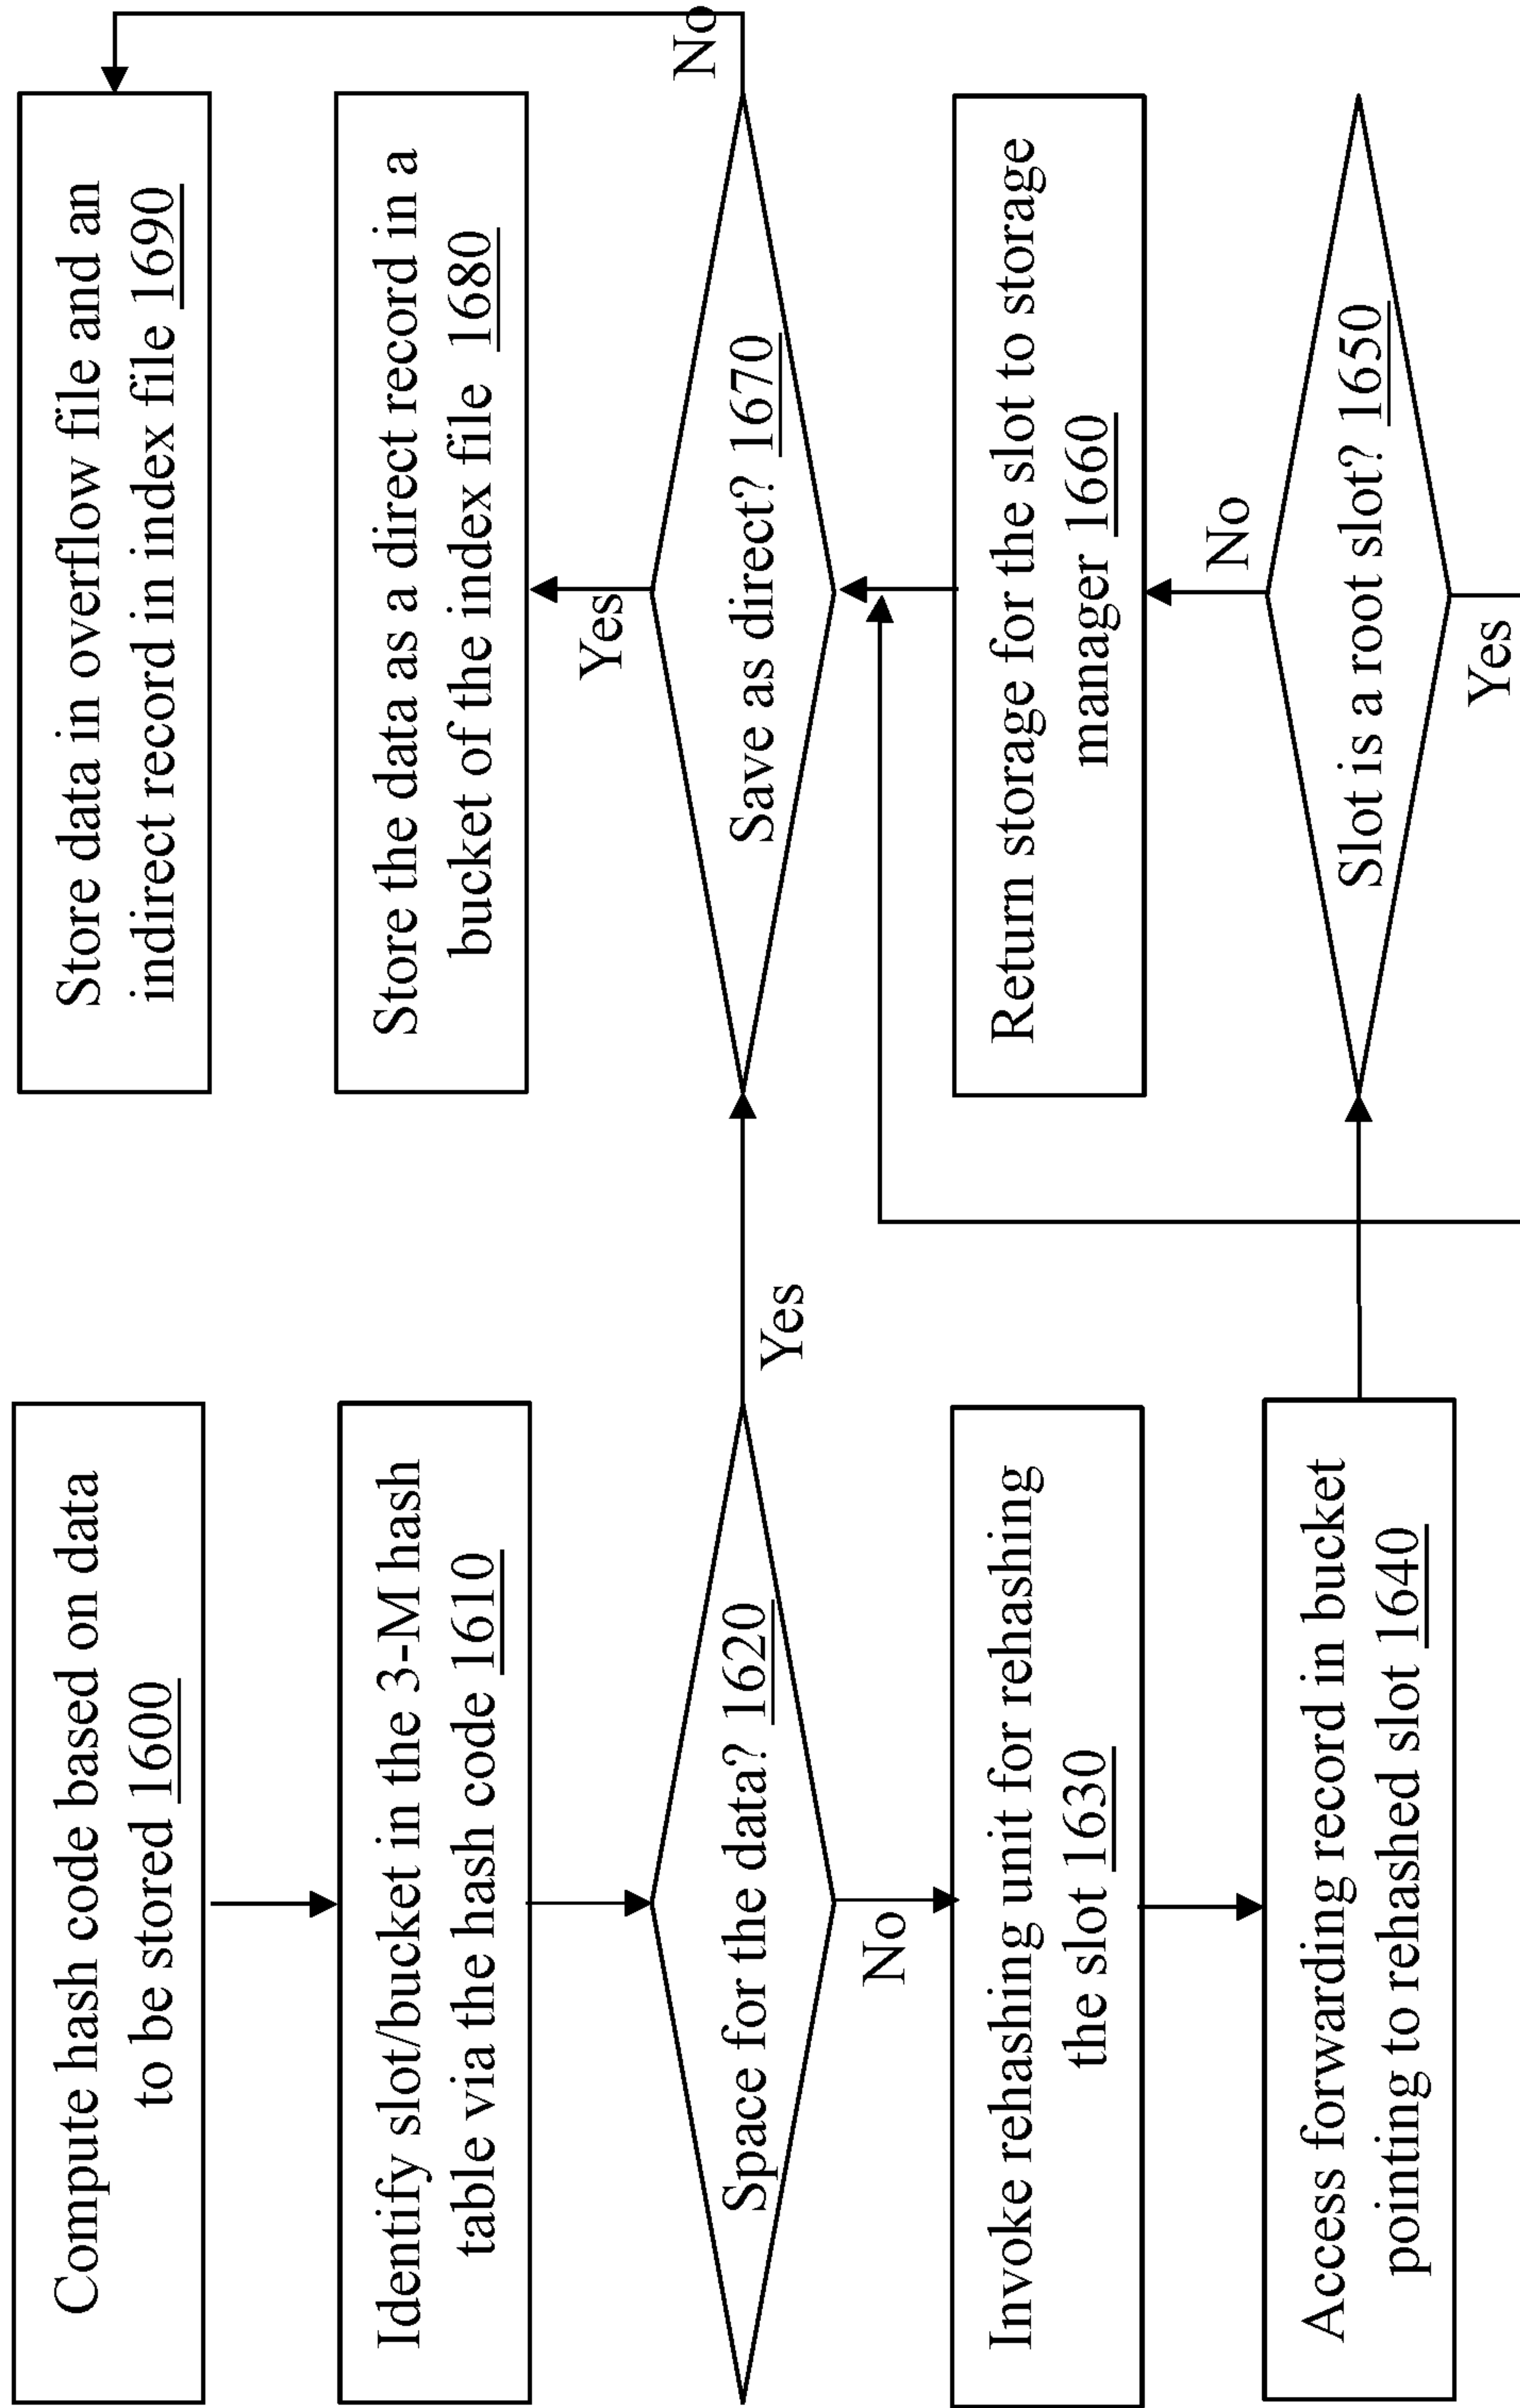 Compute hash code based on data
to be stored 1600
Identify slot/bucket in the 3-M hash
table via the hash code 1610
Space for the data? 1620
Yes
No
Invoke rehashing unit for rehashing
the slot 1630
Access forwarding record in bucket
pointing to rehashed slot 1640
Store data in overflow file and an
indirect record in index file 1690
Store the data as a direct record in a
bucket of the index file 1680
Yes
No
Save as direct? 1670
Return storage for the slot to storage
manager 1660
No
Slot is a root slot? 1650
Yes